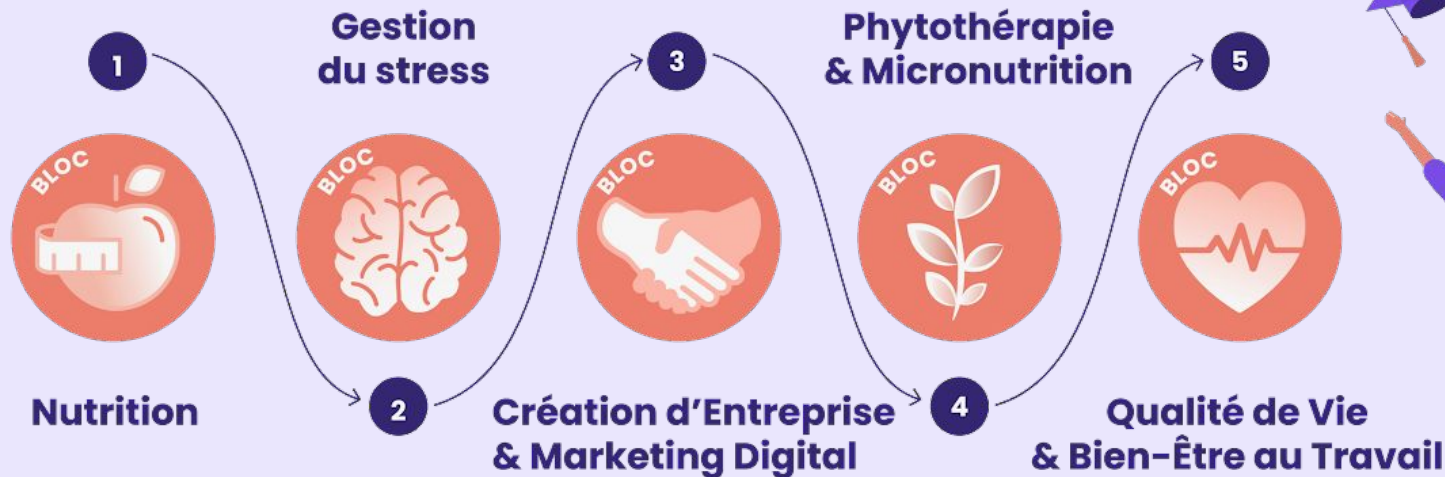 1
BLOC
Nutrition
Gestion
du stress
BLOC
2
3
BLOC
Création d’Entreprise
& Marketing Digital
Phytothérapie
& Micronutrition
BLOC
4
5
BLOC
Qualité de Vie
& Bien-Être au Travail